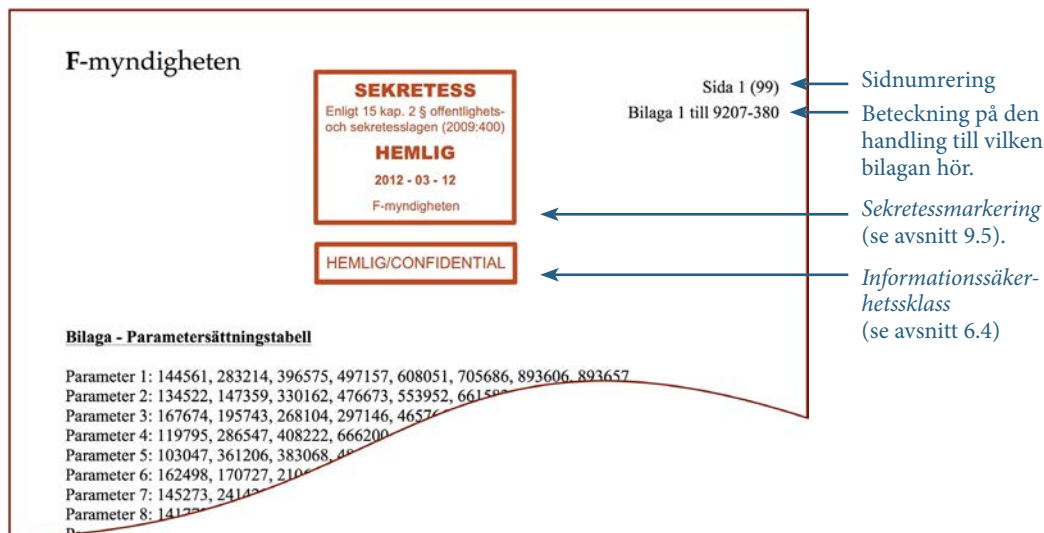 F-myndigheten
SEKRETESS
Enligt 15 kap. 2 § offentlighets-
och sekretesslagen (2009:400)
HEMLIG
2012 - 03 - 12
F-myndigheten
HEMLIG/CONFIDENTIAL
Sida 1 (99)
Bilaga 1 till 9207-380
Sidnumrering
Beteckning på den
handling till vilken
bilagan hör.
Sekretessmarkering
(se avsnitt 9.5).
Informationssäker-
hetssklass
(se avsnitt 6.4)
Bilaga - Parametersättningstabell
Parameter 1: 144561, 283214, 396575, 497157, 608051, 705686, 893606, 893657
Parameter 2: 134522, 147359, 330162, 476673, 553952,
Parameter 3: 167674, 195743, 268104, 297146,
Parameter 4: 119795, 286547, 408222, 666200
Parameter 5: 103047, 361206, 383068,
Parameter 6: 162498, 170727,
Parameter 7: 145273,
Parameter 8: